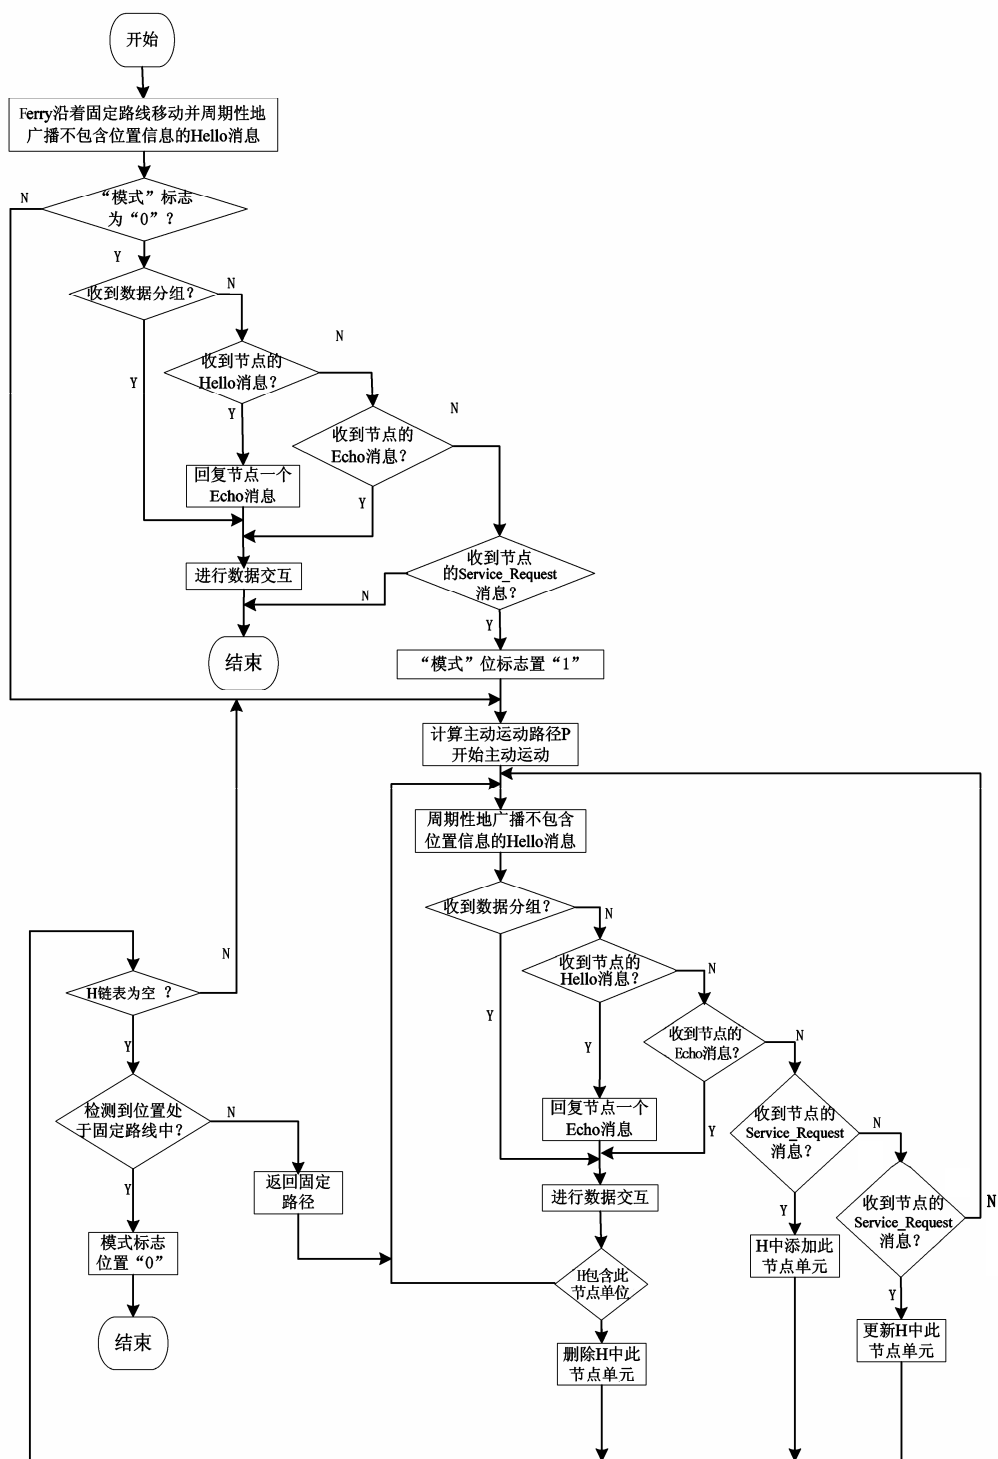 开始
Ferry沿着固定路线移动并周期性地
广播不包含位置信息的Hello消息
N
“模式”标志
为“0”?
Y
收到数据分组?
N
N
收到节点的
Hello消息?
Y
Y
N
收到节点的
Echo消息?
回复节点一个
Echo消息
Y
收到节点
的Service_Request
消息?
进行数据交互
N
Y
结束
“模式”位标志置“1”
计算主动运动路径P
开始主动运动
周期性地广播不包含
位置信息的Hello消息
收到数据分组?
N
收到节点的
Hello消息?
N
N
H链表为空 ?
Y
收到节点的
Echo消息?
N
Y
Y
检测到位置处
于固定路线中?
N
回复节点一个
Echo消息
Y
收到节点的
Service_Request
消息?
N
返回固定
路径
Y
进行数据交互
Y
收到节点的
Service_Request
消息?
N
模式标志
位置“0”
H中添加此
节点单元
H包含此
节点单位
Y
结束
删除H中此
节点单元
更新H中此
节点单元